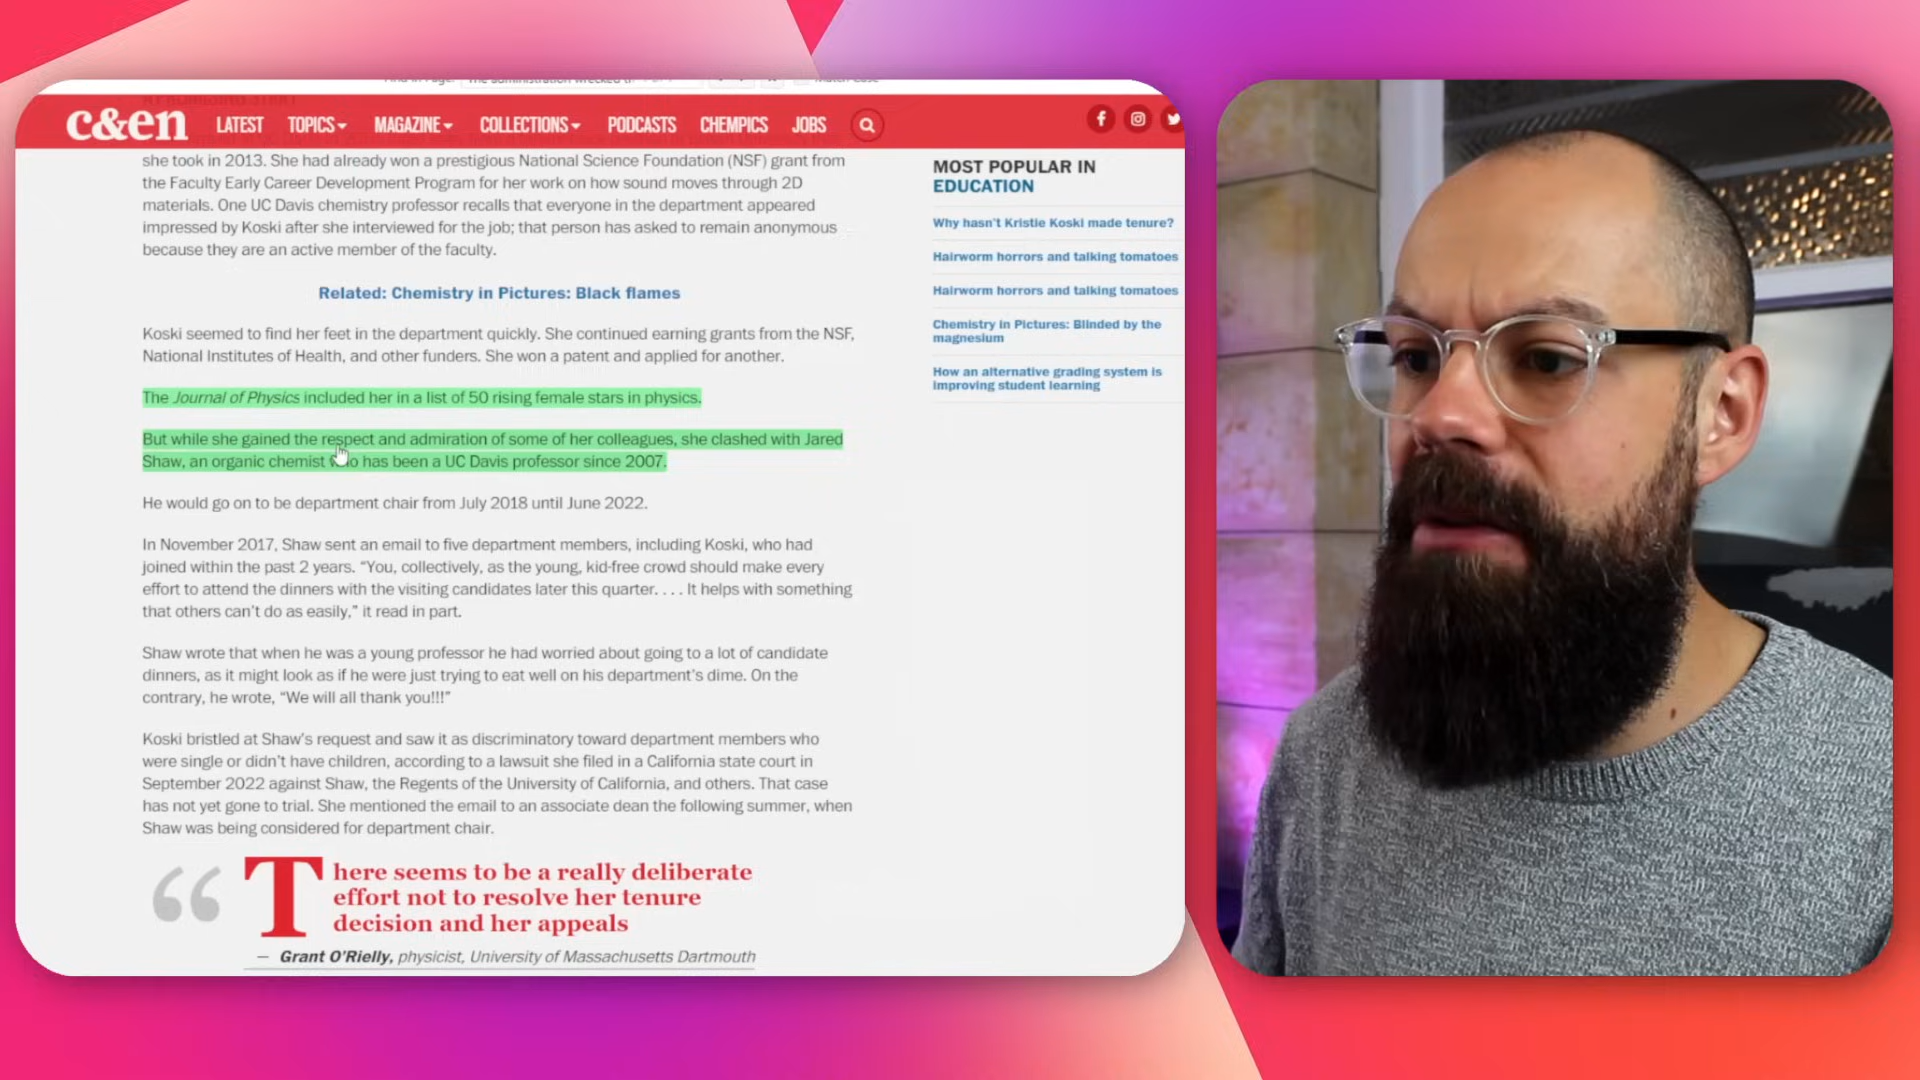 c&en LATEST TOPICS MAGAZINE COLLECTIONS PODCASTS CHEMPICS JOBS
she took in 2013. She had already won a prestigious National Science Foundation (NSF) grant from
the Faculty Early Career Development Program for her work on how sound moves through 2D
materials. One UC Davis chemistry professor recalls that everyone in the department appeared
impressed by Koski after she interviewed for the job; that person has asked to remain anonymous
because they are an active member of the faculty.
Related: Chemistry in Pictures: Black flames
Koski seemed to find her feet in the department quickly. She continued earning grants from the NSF,
National Institutes of Health, and other funders. She won a patent and applied for another.
The Journal of Physics included her in a list of 50 rising female stars in physics.
But while she gained the respect and admiration of some of her colleagues, she clashed with Jared
Shaw, an organic chemist who has been a UC Davis professor since 2007.
He would go on to be department chair from July 2018 until June 2022.
In November 2017, Shaw sent an email to five department members, including Koski, who had
joined within the past 2 years. “You, collectively, as the young, kid-free crowd should make every
effort to attend the dinners with the visiting candidates later this quarter. . . . It helps with something
that others can’t do as easily,” it read in part.
Shaw wrote that when he was a young professor he had worried about going to a lot of candidate
dinners, as it might look as if he were just trying to eat well on his department’s dime. On the
contrary, he wrote, “We will all thank you!!!”
Koski bristled at Shaw’s request and saw it as discriminatory toward department members who
were single or didn’t have children, according to a lawsuit she filed in a California state court in
September 2022 against Shaw, the Regents of the University of California, and others. That case
has not yet gone to trial. She mentioned the email to an associate dean the following summer, when
Shaw was being considered for department chair.
“There seems to be a really deliberate
effort not to resolve her tenure
decision and her appeals
— Grant O’Rielly, physicist, University of Massachusetts Dartmouth
MOST POPULAR IN
EDUCATION
Why hasn’t Kristie Koski made tenure?
Hairworm horrors and talking tomatoes
Hairworm horrors and talking tomatoes
Chemistry in Pictures: Blinded by the
magnesium
How an alternative grading system is
improving student learning